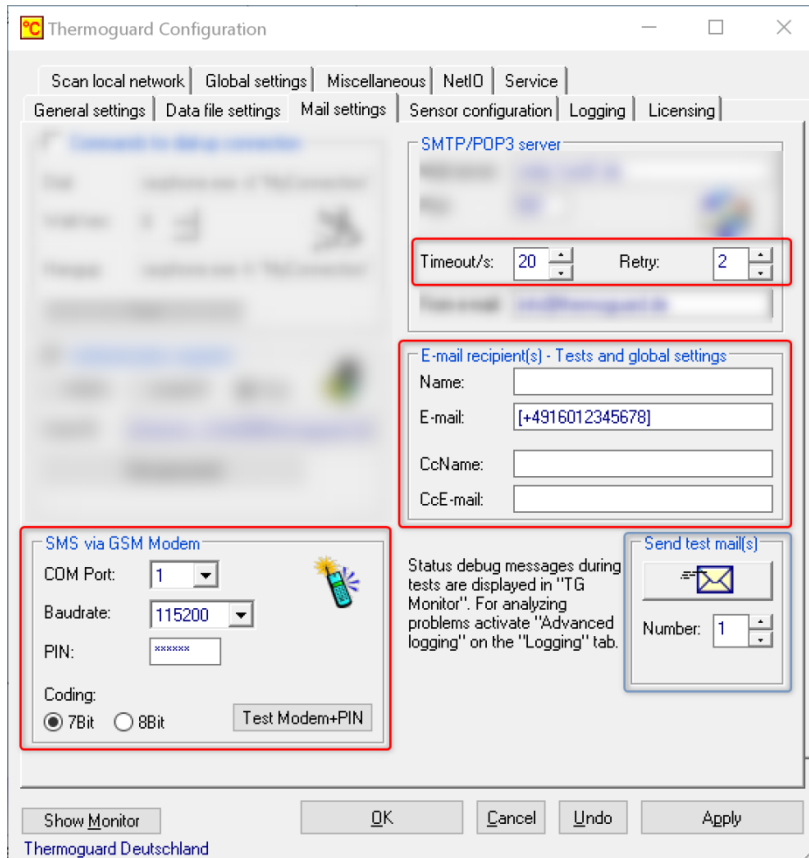 °C Thermoguard Configuration
Scan local network Global settings Miscellaneous NetIO Service
General settings Data file settings Mail settings Sensor configuration Logging Licensing
SMTP/POP3 server
Timeout/s: 20 Retry: 2
E-mail recipient(s) - Tests and global settings
Name:
E-mail: [+4916012345678]
CcName:
CcE-mail:
SMS via GSM Modem
COM Port: 1
Baudrate: 115200
PIN: xxxxxx
Coding:
7Bit 8Bit Test Modem+PIN
Status debug messages during
tests are displayed in "TG
Monitor". For analyzing
problems activate "Advanced
logging" on the "Logging" tab.
Send test mail(s)
Number: 1
Show Monitor OK Cancel Undo Apply
Thermoguard Deutschland